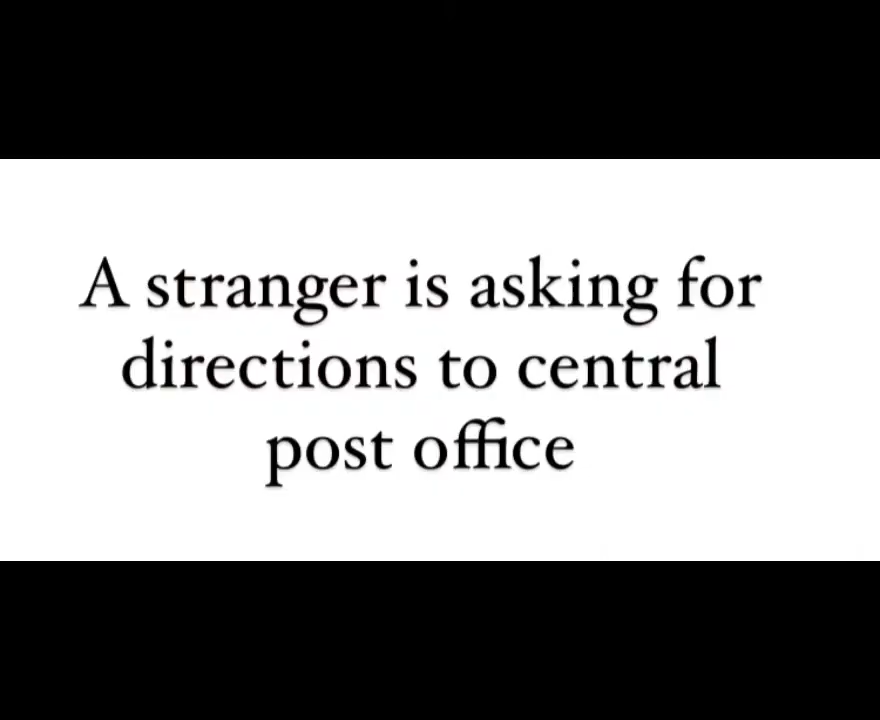 A stranger is asking for
directions to central
post office